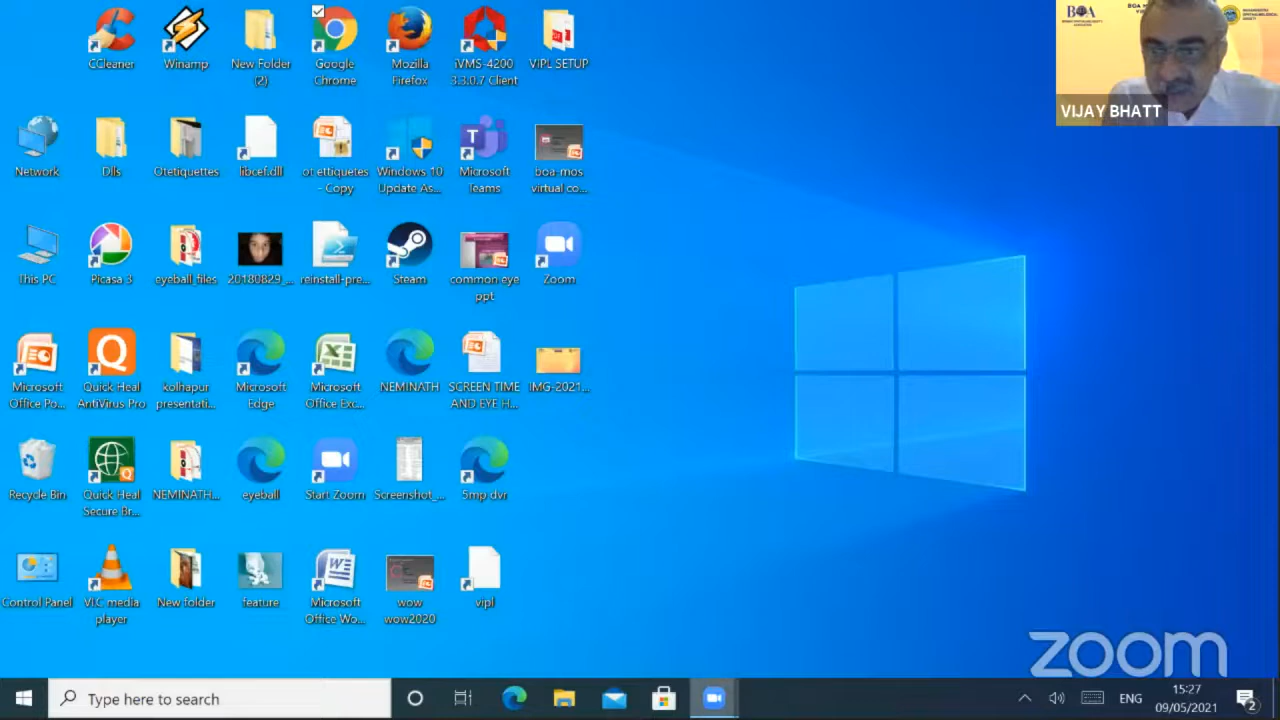 CCleaner
Winamp
New Folder
(2)
Google
Chrome
Mozilla
Firefox
iVMS-4200
3.3.0.7 Client
VIPL SETUP
BOA
VIJAY BHATT
Network
Dlls
Otetiquettes
libcef.dll
ot ettiquetes
- Copy
Windows 10
Update As...
Microsoft
Teams
boa-mos
virtual co...
This PC
Picasa 3
eyeball_files
20180829_...
reinstall-pre...
Steam
common eye
ppt
Zoom
Microsoft
Office Po...
Quick Heal
AntiVirus Pro
kolhapur
presentati...
Microsoft
Edge
Microsoft
Office Exc...
NEMINATH
SCREEN TIME
AND EYE H...
IMG-2021...
Recycle Bin
Quick Heal
Secure Br...
NEMINATH...
eyeball
Start Zoom
Screenshot_...
5mp dvr
Control Panel
VLC media
player
New folder
feature
Microsoft
Office Wo...
wow
wow2020
vipl
zoom
Type here to search
ENG
15:27
09/05/2021
2